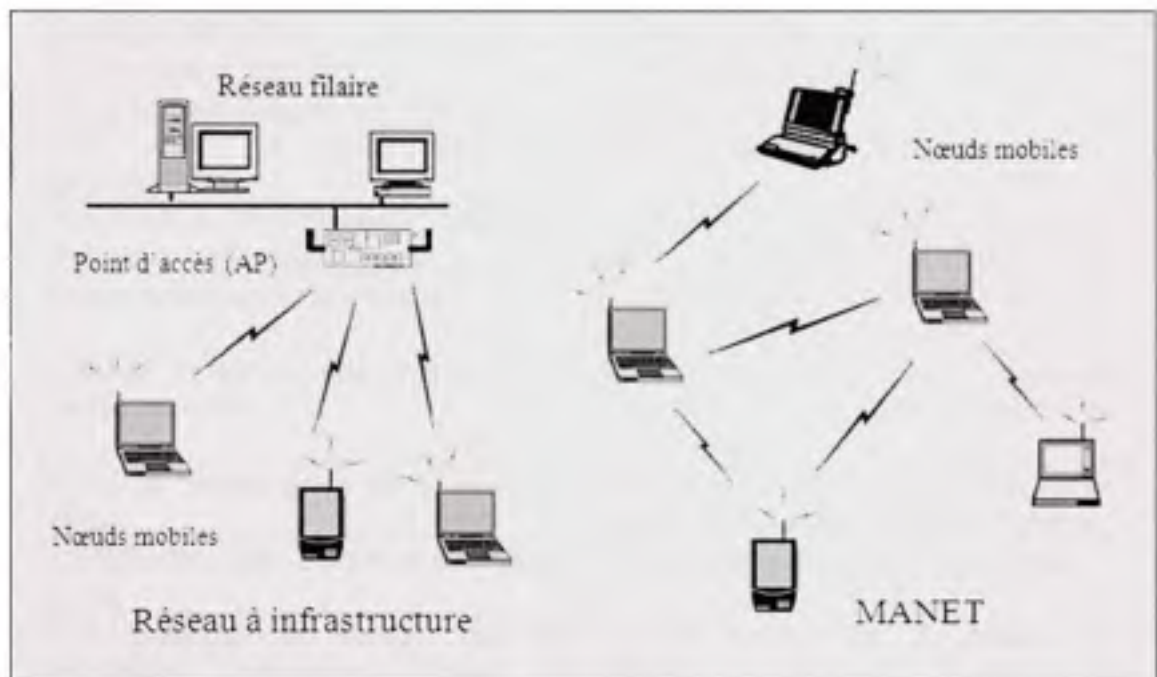 Réseau filaire
Point d'accès (AP)
Nœuds mobiles
Réseau à infrastructure
Nœuds mobiles
MANET